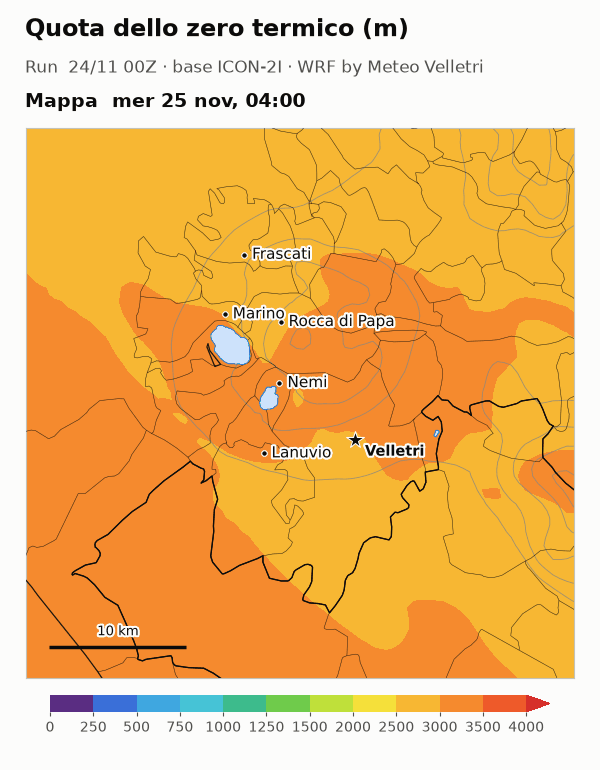 Quota dello zero termico (m)
Run  24/11 00Z · base ICON-2I · WRF by Meteo Velletri
Mappa  mer 25 nov, 04:00
Frascati
Marino
Rocca di Papa
Nemi
Velletri
Lanuvio
10 km
0 250 500 750 1000 1250 1500 2000 2500 3000 3500 4000